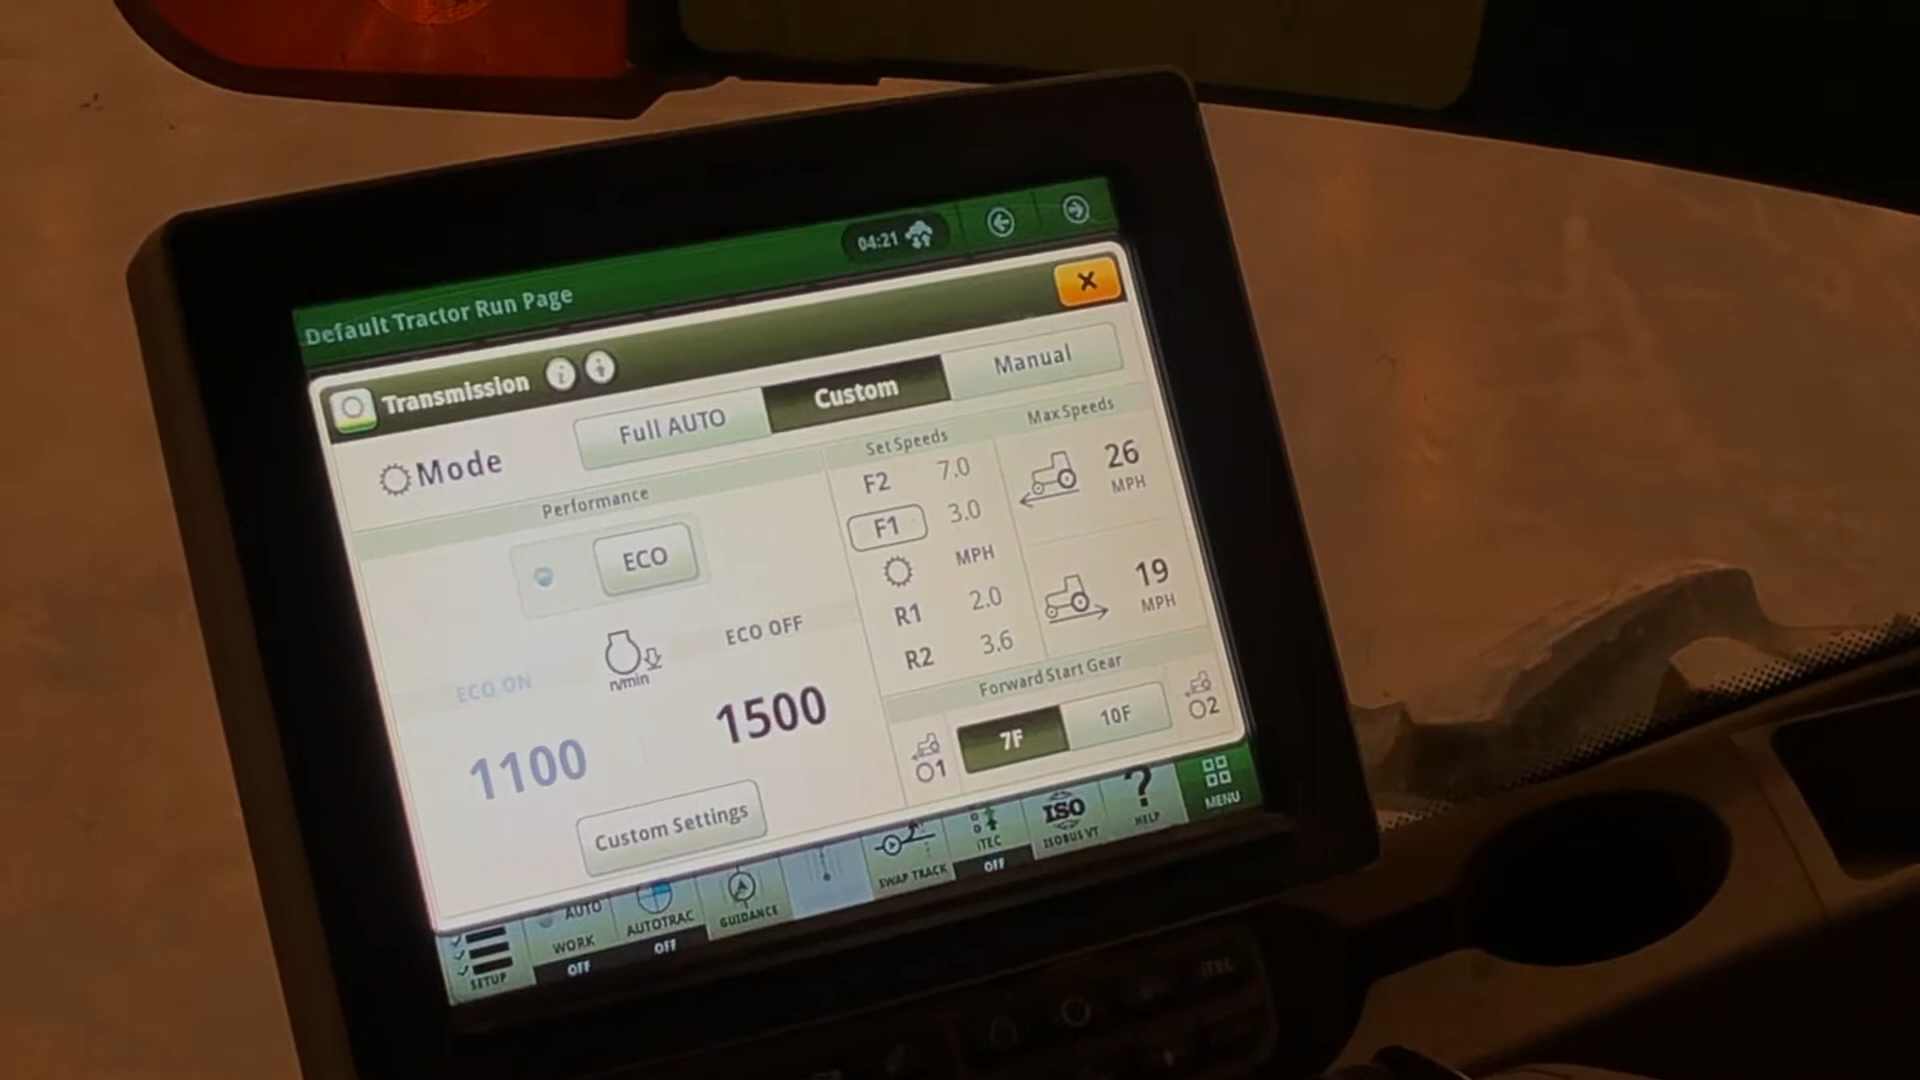 04:21
Default Tractor Run Page
Transmission
Mode
Full AUTO
Custom
Manual
Performance
ECO
ECO ON
ECO OFF
n/min
1100
1500
Custom Settings
Set Speeds
F2 7.0
F1 3.0
MPH
R1 2.0
R2 3.6
Max Speeds
26
MPH
19
MPH
Forward Start Gear
1
7F
10F
2
SETUP
AUTO
WORK
OFF
AUTOTRAC
OFF
GUIDANCE
SWAP TRACK
iTEC
OFF
ISO
ISOBUS VT
?
HELP
MENU
iTEC